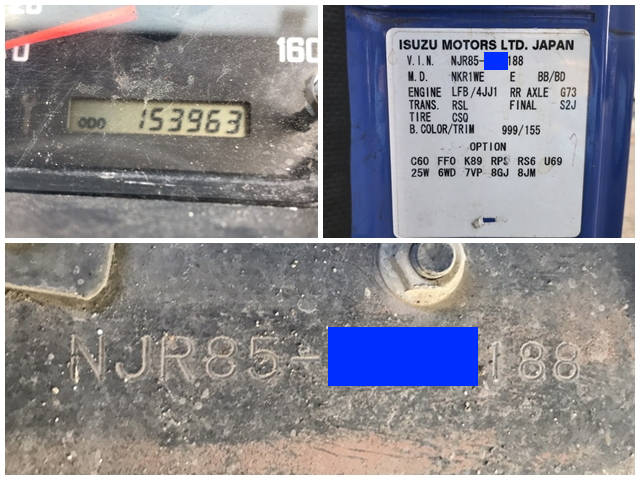 160
ODO 153963
ISUZU MOTORS LTD. JAPAN
V.I.N. NJR85- 188
M.D. NKR1WE E BB/BD
ENGINE LFB/4JJ1 RR AXLE G73
TRANS. RSL FINAL S2J
TIRE CSQ
B.COLOR/TRIM 999/155
OPTION
C60 FF0 K89 RPS RS6 U69
25W 6WD 7VP 8GJ 8JM
NJR85- 188